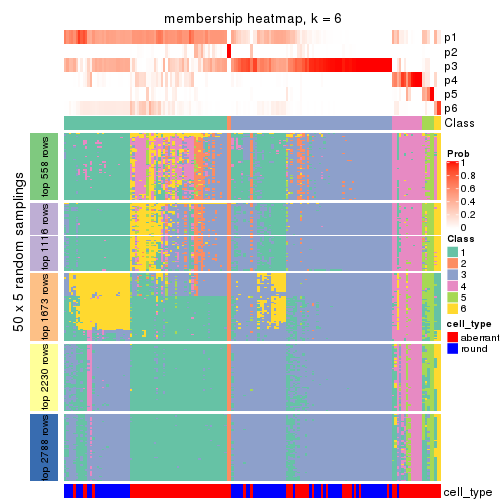 membership heatmap, k = 6
p1
p2
p3
p4
p5
p6
Class
50 x 5 random samplings
top 558 rows
top 1116 rows
top 1673 rows
top 2230 rows
top 2788 rows
cell_type
Prob
1
0.8
0.6
0.4
0.2
0
Class
1
2
3
4
5
6
cell_type
aberrant
round